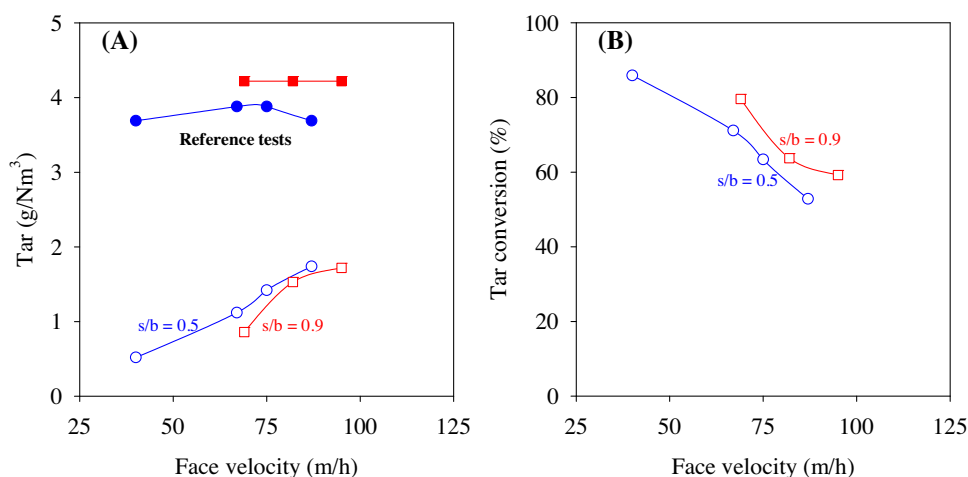 (A)
Tar (g/Nm³)
5
4
3
2
1
0
Reference tests
s/b = 0.5
s/b = 0.9
25 50 75 100 125
Face velocity (m/h)
(B)
Tar conversion (%)
100
80
60
40
20
0
s/b = 0.9
s/b = 0.5
25 50 75 100 125
Face velocity (m/h)